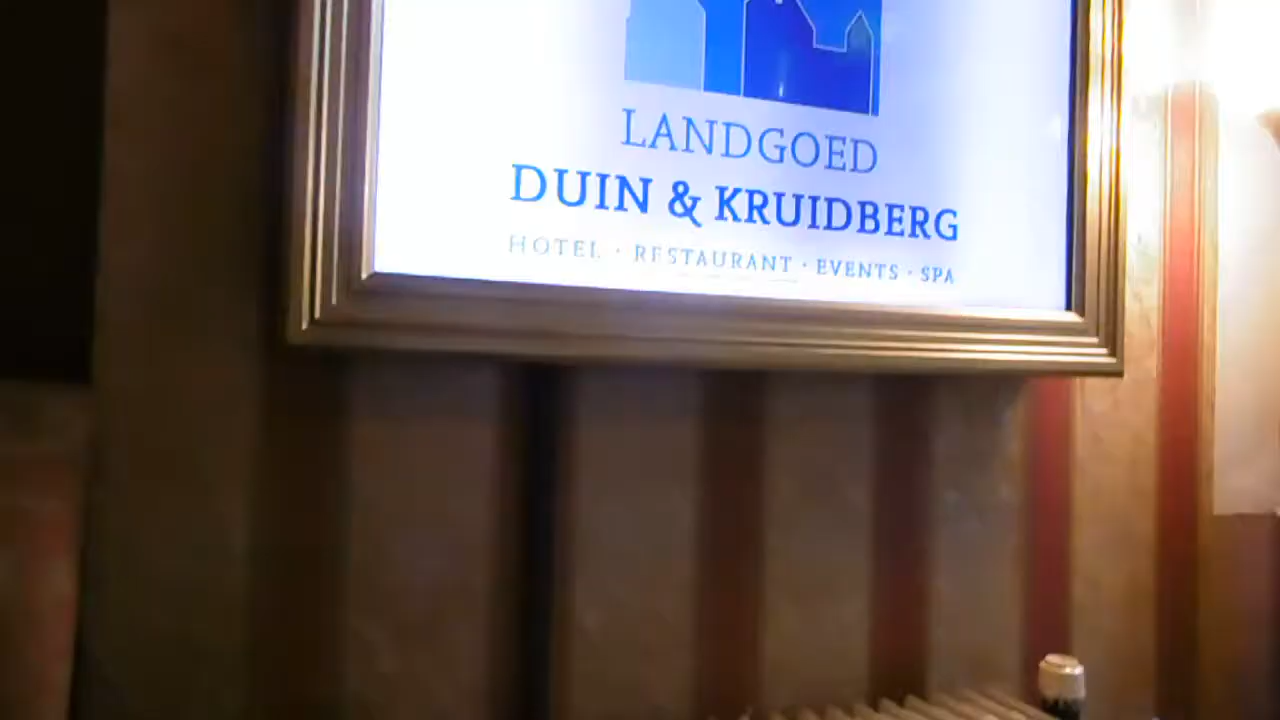 LANDGOED
DUIN & KRUIDBERG
HOTEL · RESTAURANT · EVENTS · SPA